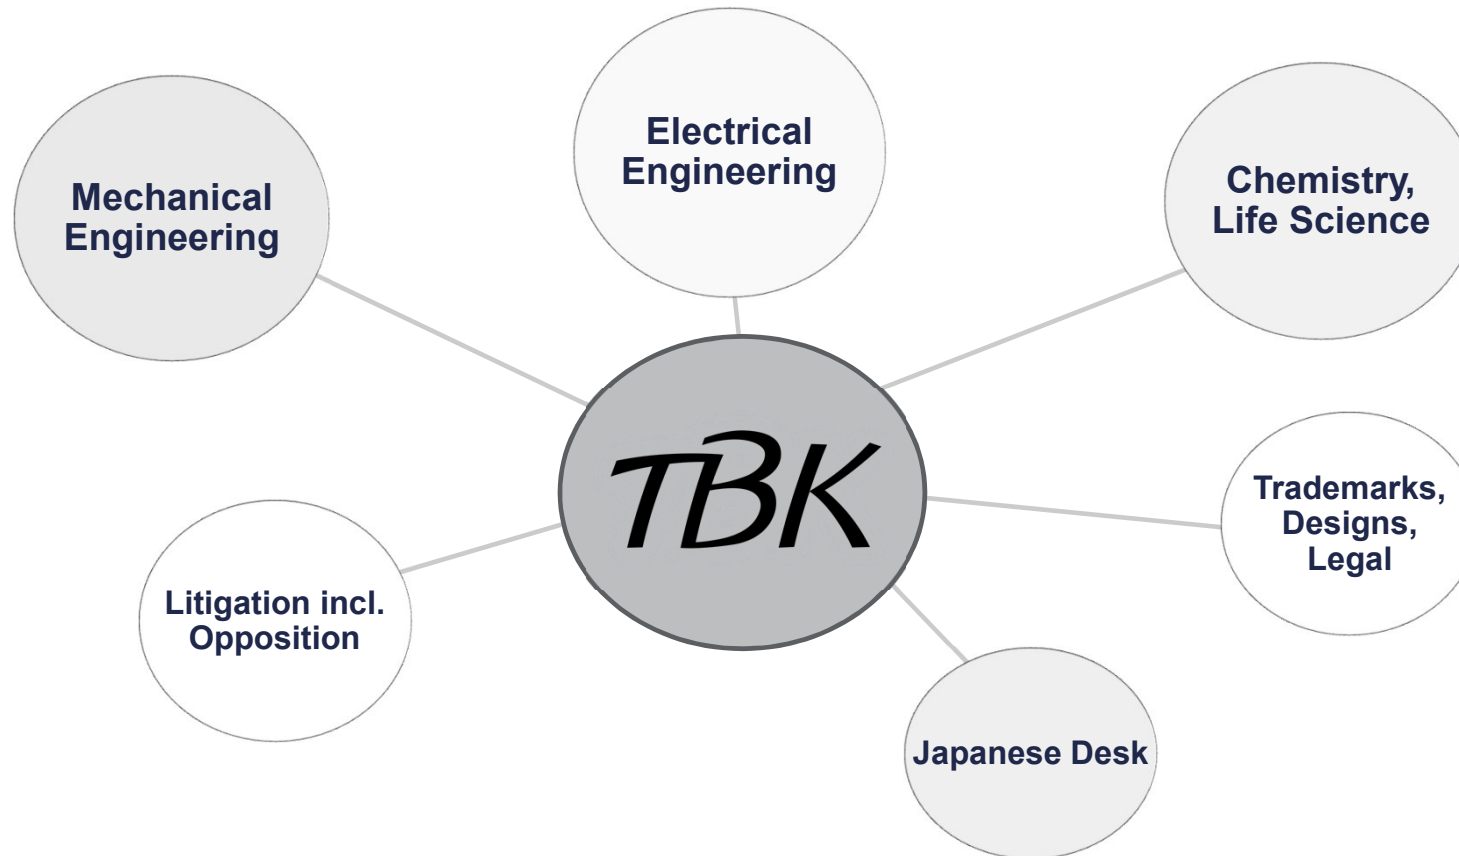 Electrical
Engineering
Mechanical
Engineering
Chemistry,
Life Science
TBK
Trademarks,
Designs,
Legal
Litigation incl.
Opposition
Japanese Desk